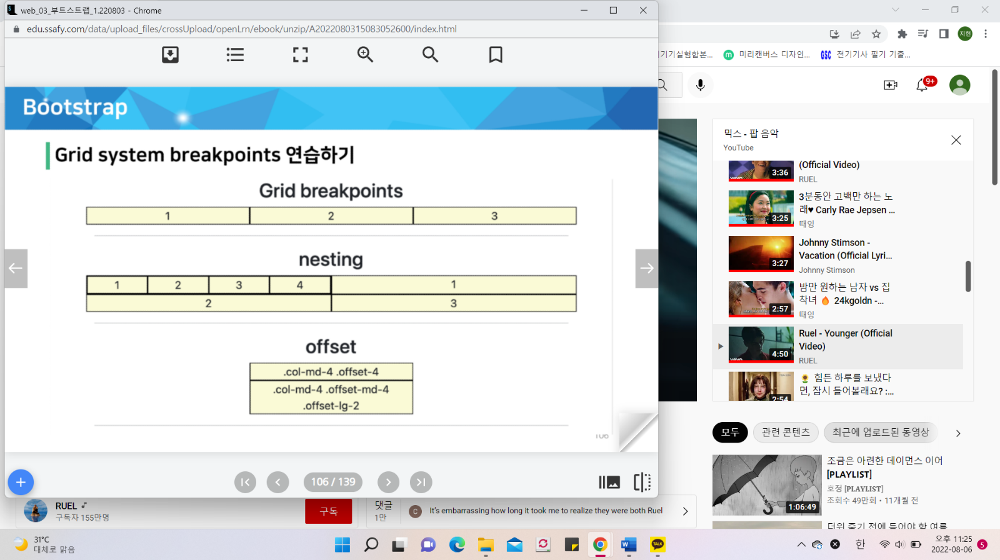 web_03_부트스트랩_1.220803 - Chrome
edu.ssafy.com/data/upload_files/crossUpload/openLrn/ebook/unzip/A2022080315083052600/index.html
Bootstrap
Grid system breakpoints 연습하기
Grid breakpoints
1 2 3
nesting
1 2 3 4 1
2 3
offset
.col-md-4 .offset-4
.col-md-4 .offset-md-4
.offset-lg-2
106
106 / 139
지현
기기실험합본...
미리캔버스 디자인...
GSC 전기기사 필기 기출...
9+
믹스 - 팝 음악
YouTube
(Official Video)
RUEL
3:36
3분동안 고백만 하는 노
래♥ Carly Rae Jepsen ...
때잉
3:25
Johnny Stimson -
Vacation (Official Lyri...
Johnny Stimson
3:27
밤만 원하는 남자 vs 집
착녀 🔥 24kgoldn -...
때잉
2:57
Ruel - Younger (Official
Video)
RUEL
4:50
vevo
🌻 힘든 하루를 보냈다
면, 잠시 들어볼래요? :...
2:54
모두
관련 콘텐츠
최근에 업로드된 동영상
조금은 아련한 데이먼스 이어
[PLAYLIST]
호정 [PLAYLIST]
조회수 49만회 • 11개월 전
1:06:49
더위 죽기 전에 들어야 할 여름
RUEL ♪
구독자 155만명
구독
댓글
1만
C
It's embarrassing how long it took me to realize they were both Ruel
31°C
대체로 맑음
TALK
한
오후 11:25
2022-08-06
5